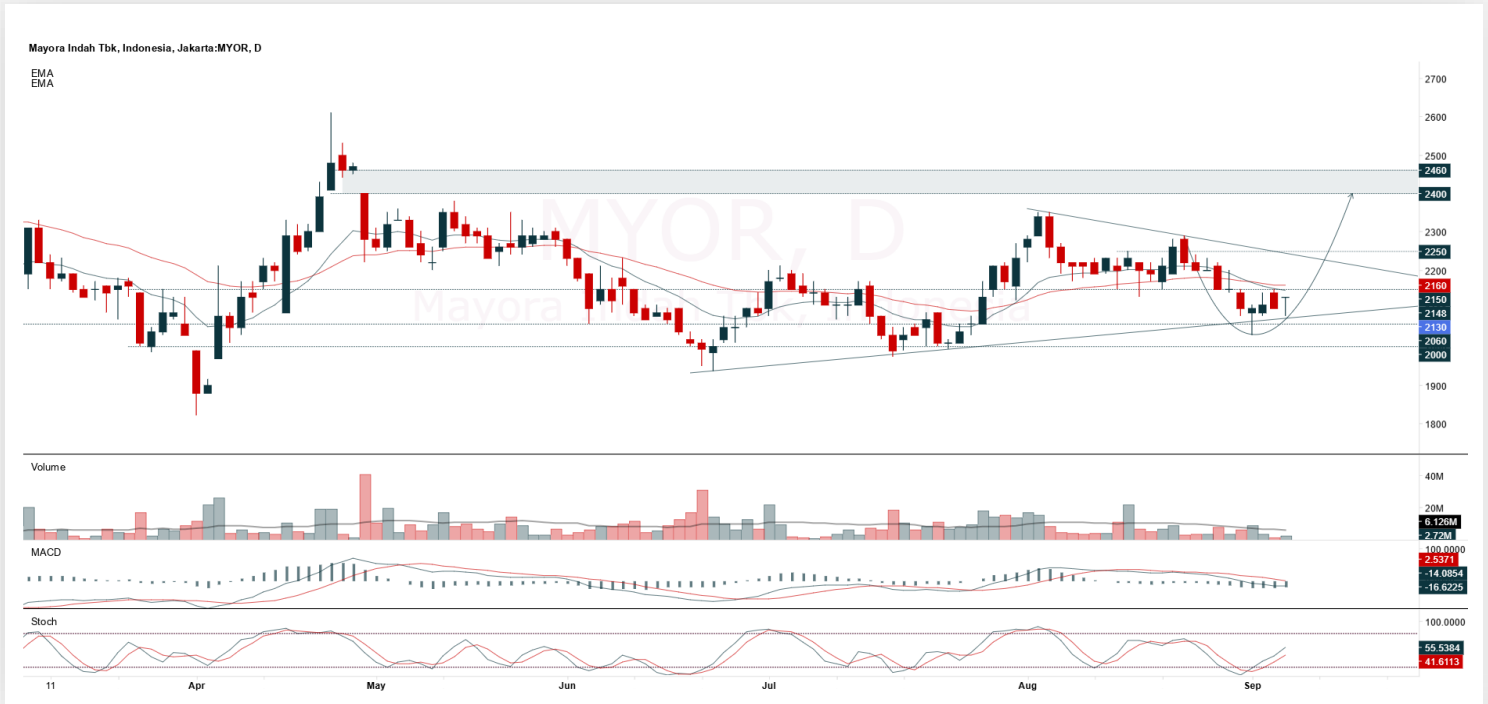 Mayora Indah Tbk, Indonesia, Jakarta:MYOR, D
EMA
EMA
MYOR, D
2700
2600
2500
2460
2400
2300
2250
2200
2160
2150
2148
2130
2060
2000
1900
1800
Volume
40M
20M
6.126M
2.72M
MACD
100.0000
2.5371
-14.0854
-16.6225
Stoch
100.0000
55.5384
41.6113
11 Apr May Jun Jul Aug Sep